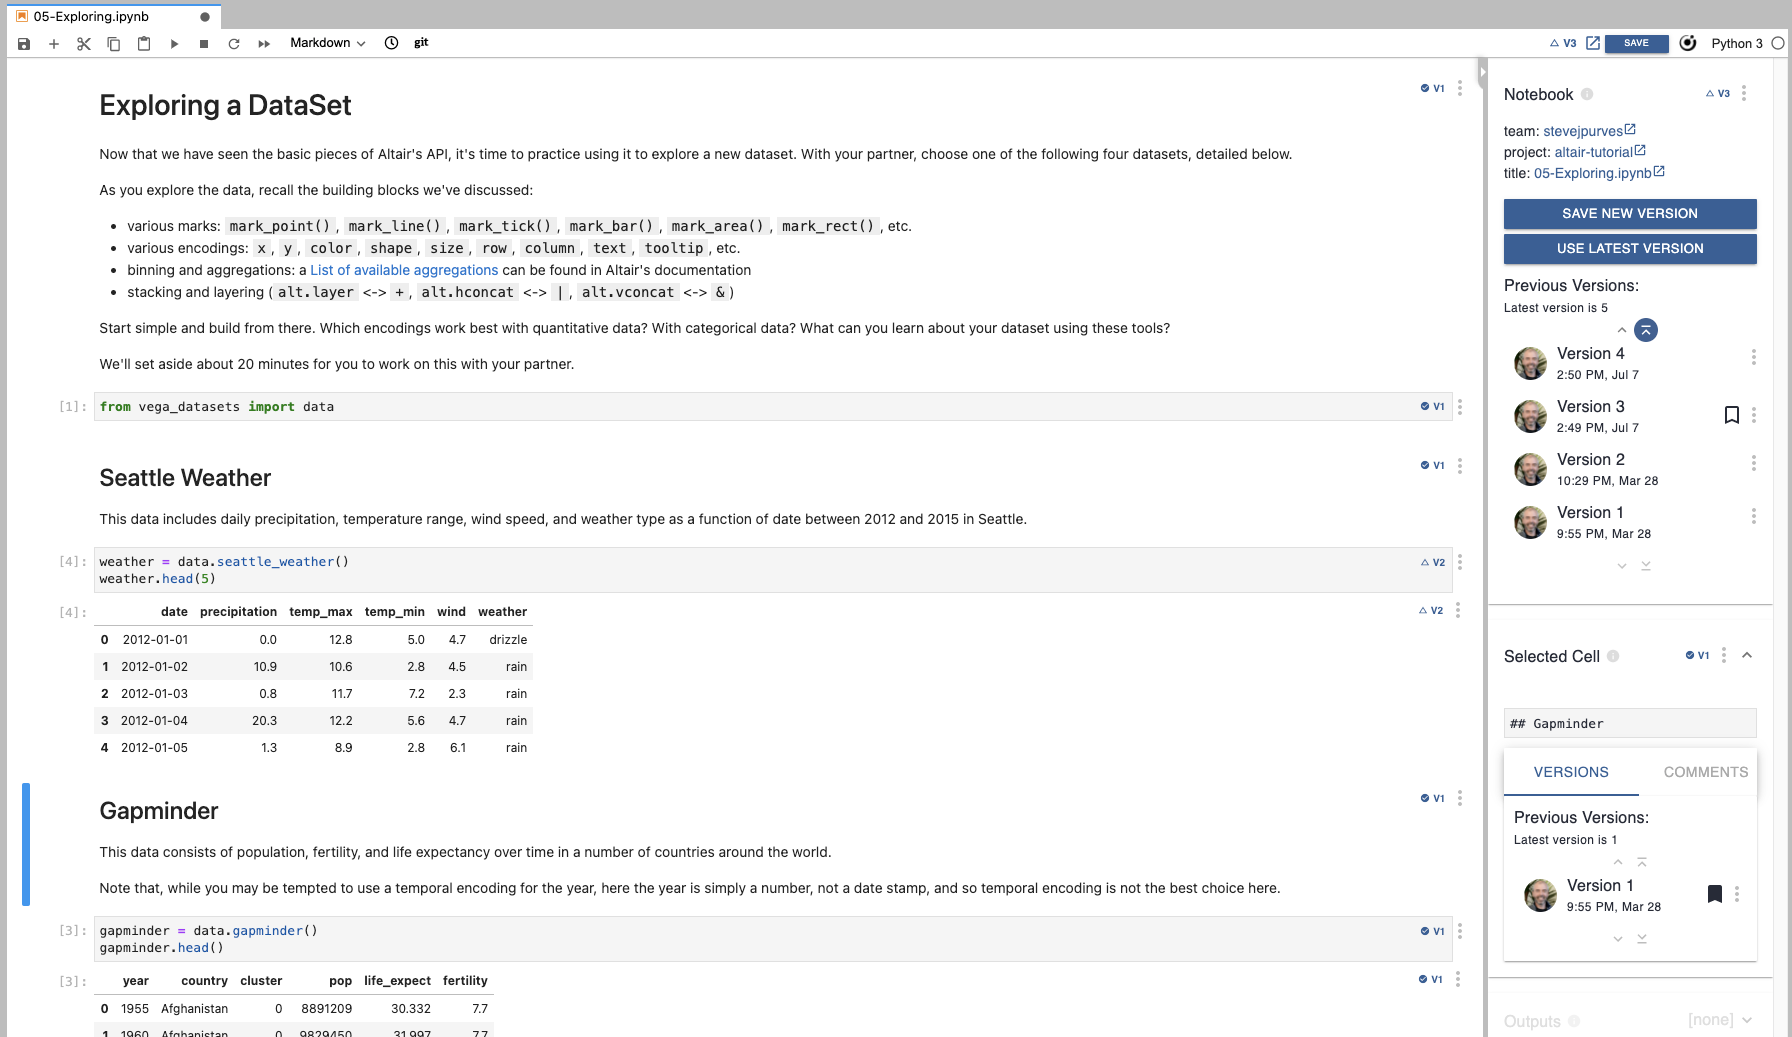 05-Exploring.ipynb
Markdown git V3 SAVE Python 3
Exploring a DataSet V1
Now that we have seen the basic pieces of Altair's API, it's time to practice using it to explore a new dataset. With your partner, choose one of the following four datasets, detailed below.
As you explore the data, recall the building blocks we've discussed:
• various marks: mark_point(), mark_line(), mark_tick(), mark_bar(), mark_area(), mark_rect(), etc.
• various encodings: x, y, color, shape, size, row, column, text, tooltip, etc.
• binning and aggregations: a List of available aggregations can be found in Altair's documentation
• stacking and layering (alt.layer <-> +, alt.hconcat <-> |, alt.vconcat <-> &)
Start simple and build from there. Which encodings work best with quantitative data? With categorical data? What can you learn about your dataset using these tools?
We'll set aside about 20 minutes for you to work on this with your partner.
[1]: from vega_datasets import data V1
Seattle Weather V1
This data includes daily precipitation, temperature range, wind speed, and weather type as a function of date between 2012 and 2015 in Seattle.
[4]: weather = data.seattle_weather() V2
weather.head(5)
[4]: date precipitation temp_max temp_min wind weather V2
0 2012-01-01 0.0 12.8 5.0 4.7 drizzle
1 2012-01-02 10.9 10.6 2.8 4.5 rain
2 2012-01-03 0.8 11.7 7.2 2.3 rain
3 2012-01-04 20.3 12.2 5.6 4.7 rain
4 2012-01-05 1.3 8.9 2.8 6.1 rain
Gapminder V1
This data consists of population, fertility, and life expectancy over time in a number of countries around the world.
Note that, while you may be tempted to use a temporal encoding for the year, here the year is simply a number, not a date stamp, and so temporal encoding is not the best choice here.
[3]: gapminder = data.gapminder() V1
gapminder.head()
[3]: year country cluster pop life_expect fertility V1
0 1955 Afghanistan 0 8891209 30.332 7.7
1 1960 Afghanistan 0 9829450 31.997 7.7
Notebook V3
team: stevejpurves
project: altair-tutorial
title: 05-Exploring.ipynb
SAVE NEW VERSION
USE LATEST VERSION
Previous Versions:
Latest version is 5
Version 4
2:50 PM, Jul 7
Version 3
2:49 PM, Jul 7
Version 2
10:29 PM, Mar 28
Version 1
9:55 PM, Mar 28
Selected Cell V1
## Gapminder
VERSIONS COMMENTS
Previous Versions:
Latest version is 1
Version 1
9:55 PM, Mar 28
Outputs [none]